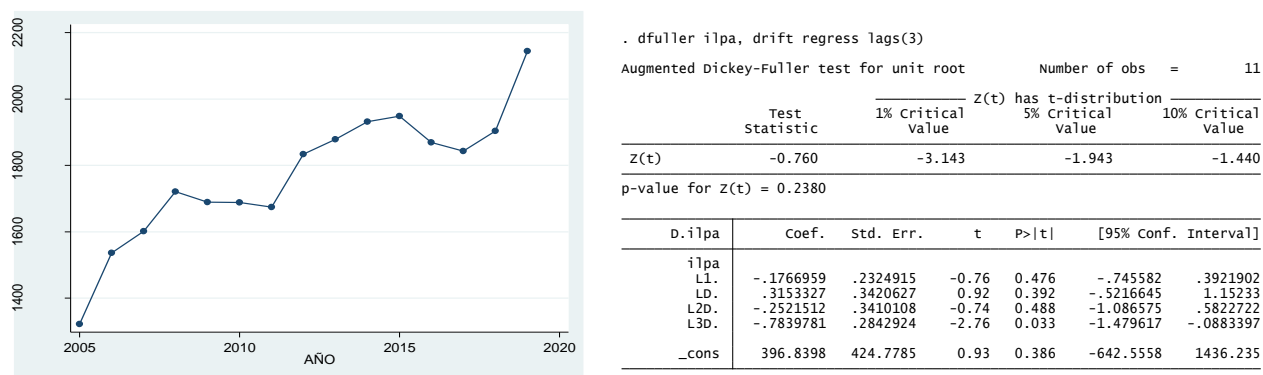 2200
2000
1800
1600
1400
2005 2010 2015 2020
AÑO
. dfuller ilpa, drift regress lags(3)
Augmented Dickey-Fuller test for unit root Number of obs = 11
Z(t) has t-distribution
Test 1% Critical 5% Critical 10% Critical
Statistic Value Value Value
Z(t) -0.760 -3.143 -1.943 -1.440
p-value for Z(t) = 0.2380
D.ilpa Coef. Std. Err. t P>|t| [95% Conf. Interval]
ilpa
L1. -.1766959 .2324915 -0.76 0.476 -.745582 .3921902
LD. .3153327 .3420627 0.92 0.392 -.5216645 1.15233
L2D. -.2521512 .3410108 -0.74 0.488 -1.086575 .5822722
L3D. -.7839781 .2842924 -2.76 0.033 -1.479617 -.0883397
_cons 396.8398 424.7785 0.93 0.386 -642.5558 1436.235